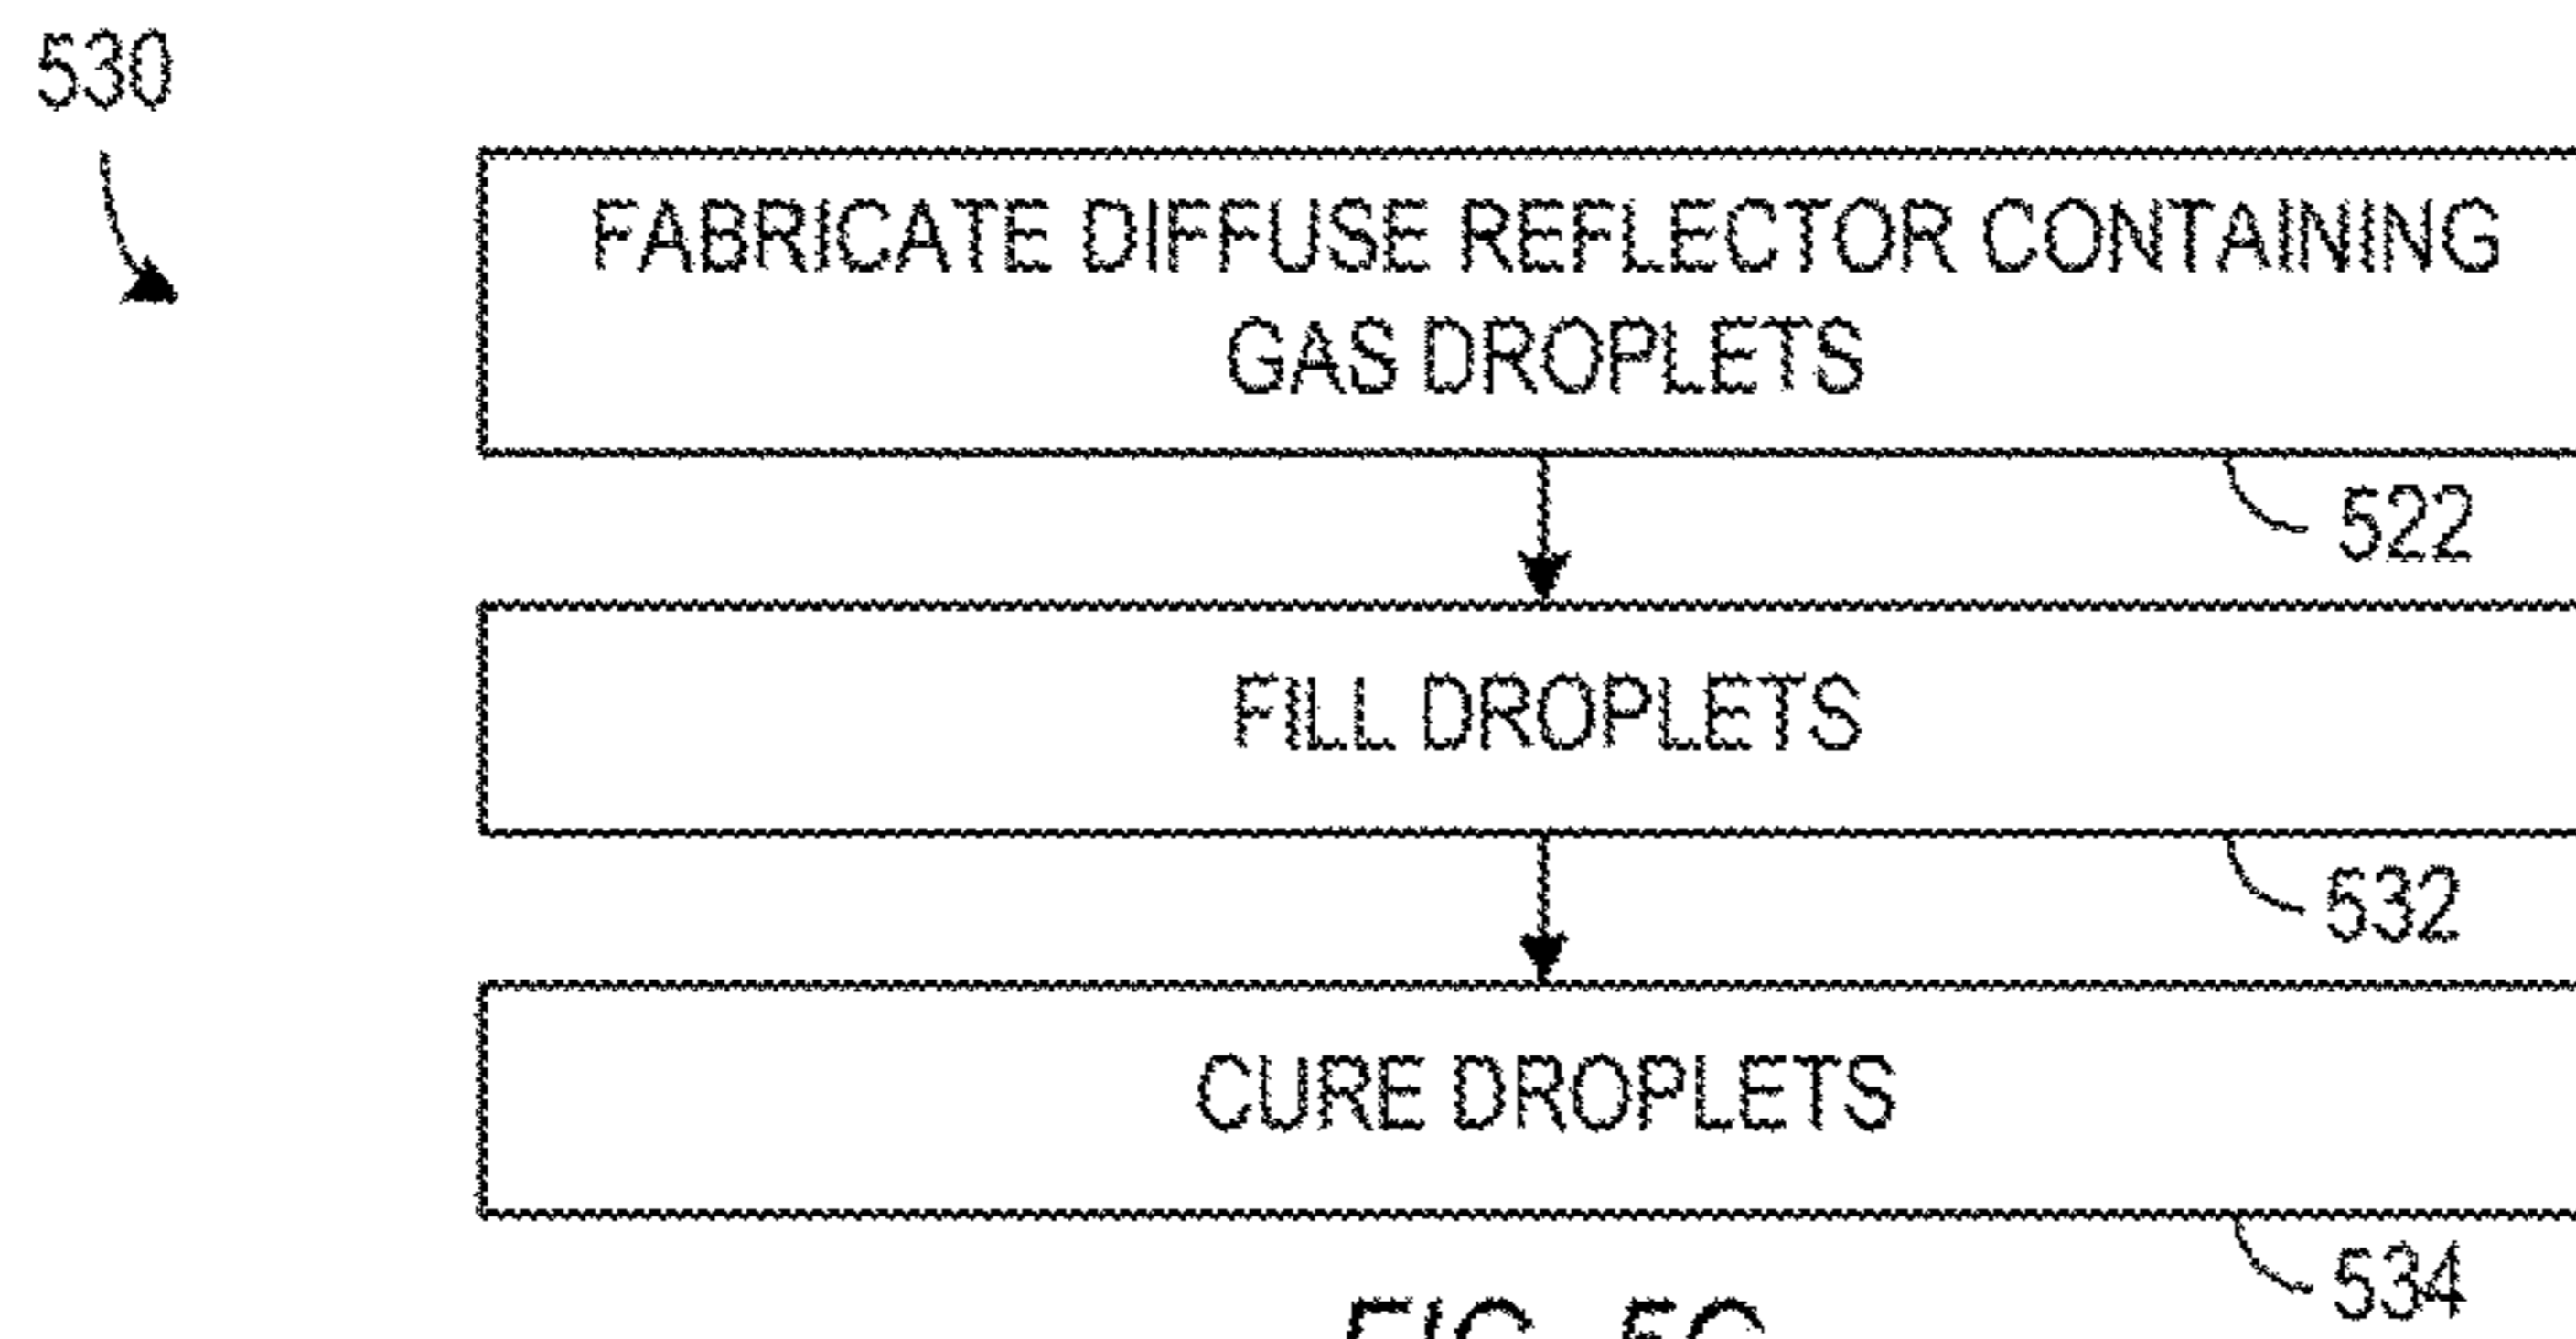 530
FABRICATE DIFFUSE REFLECTOR CONTAINING
GAS DROPLETS
522
FILL DROPLETS
532
CURE DROPLETS
534